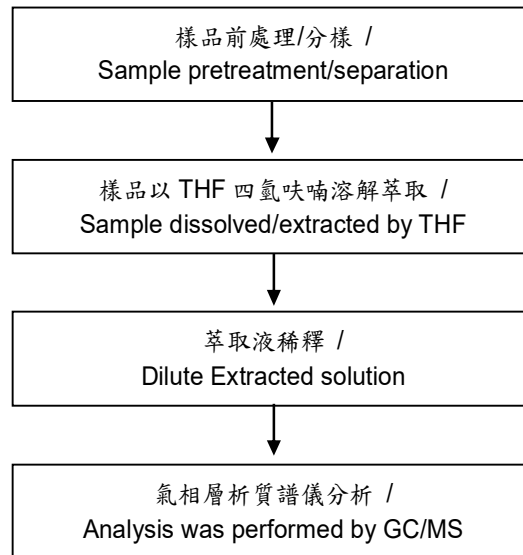 樣品前處理/分樣 /
Sample pretreatment/separation
樣品以 THF 四氫呋喃溶解萃取 /
Sample dissolved/extracted by THF
萃取液稀釋 /
Dilute Extracted solution
氣相層析質譜儀分析 /
Analysis was performed by GC/MS